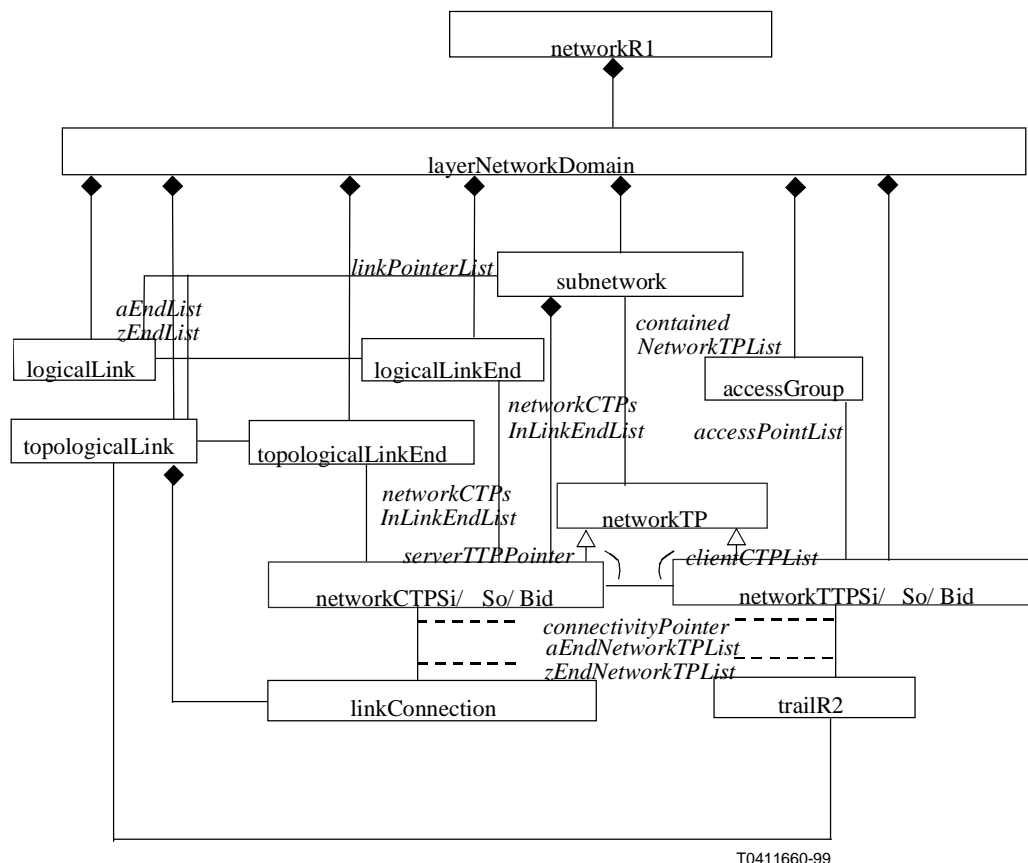 networkR1
layerNetworkDomain
linkPointerList
subnetwork
aEndList
zEndList
contained
NetworkTPList
logicalLink
logicalLinkEnd
accessGroup
networkCTPs
InLinkEndList
accessPointList
topologicalLink
topologicalLinkEnd
networkCTPs
InLinkEndList
networkTP
serverTTPPointer
clientCTPList
networkCTPSi/ So/ Bid
networkTTPSi/ So/ Bid
connectivityPointer
aEndNetworkTPList
zEndNetworkTPList
linkConnection
trailR2
T0411660-99